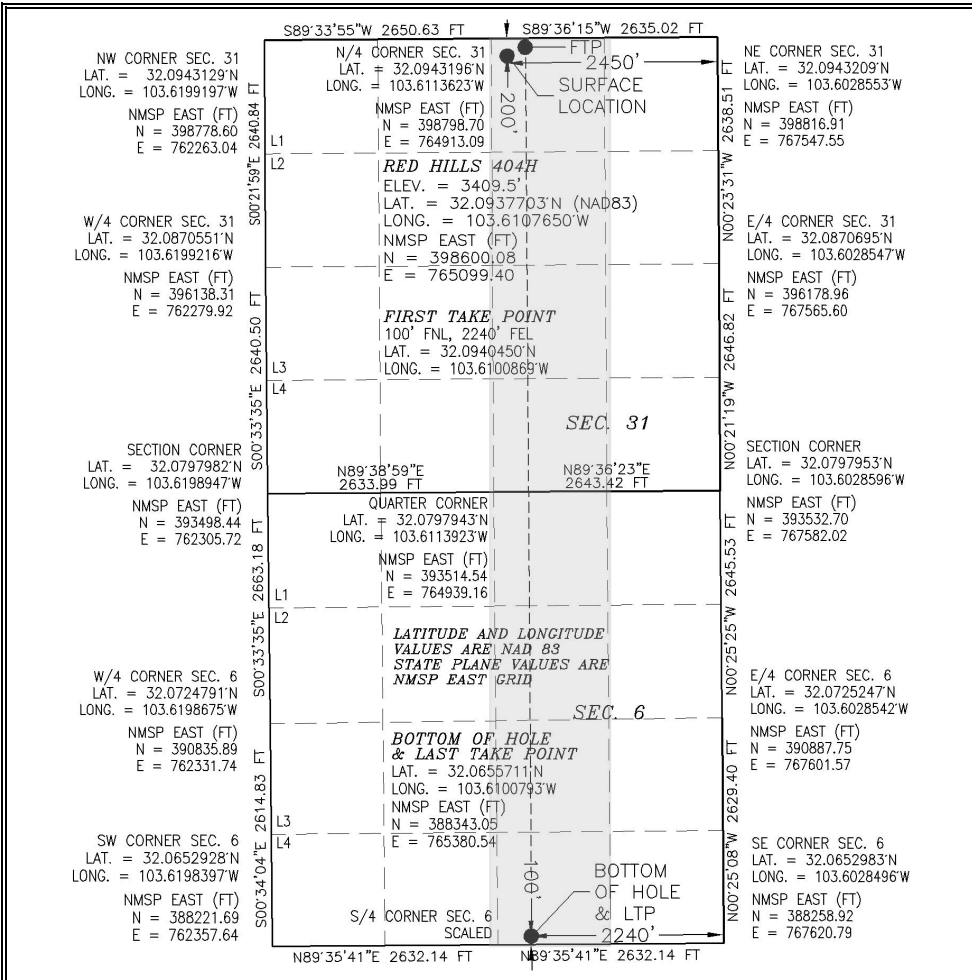 S89°33'55"W 2650.63 FT
S89°36'15"W 2635.02 FT
NW CORNER SEC. 31
LAT. = 32.0943129'N
LONG. = 103.6199197'W
NMSP EAST (FT)
N = 398778.60
E = 762263.04
N/4 CORNER SEC. 31
LAT. = 32.0943196'N
LONG. = 103.6113623'W
NMSP EAST (FT)
N = 398798.70
E = 764913.09
FTP
2450'
SURFACE
LOCATION
200'
NE CORNER SEC. 31
LAT. = 32.0943209'N
LONG. = 103.6028553'W
NMSP EAST (FT)
N = 398816.91
E = 767547.55
S00°21'59"E 2640.84 FT
N00°23'31"W 2638.51 FT
L1
L2
RED HILLS 404H
ELEV. = 3409.5'
LAT. = 32.0937703'N (NAD83)
LONG. = 103.6107650'W
NMSP EAST (FT)
N = 398600.08
E = 765099.40
W/4 CORNER SEC. 31
LAT. = 32.0870551'N
LONG. = 103.6199216'W
NMSP EAST (FT)
N = 396138.31
E = 762279.92
E/4 CORNER SEC. 31
LAT. = 32.0870695'N
LONG. = 103.6028547'W
NMSP EAST (FT)
N = 396178.96
E = 767565.60
FIRST TAKE POINT
100' FNL, 2240' FEL
LAT. = 32.0940450'N
LONG. = 103.6100869'W
S00°33'35"E 2640.50 FT
N00°21'19"W 2646.82 FT
L3
L4
SEC. 31
SECTION CORNER
LAT. = 32.0797982'N
LONG. = 103.6198947'W
NMSP EAST (FT)
N = 393498.44
E = 762305.72
N89°38'59"E
2633.99 FT
N89°36'23"E
2643.42 FT
SECTION CORNER
LAT. = 32.0797953'N
LONG. = 103.6028596'W
NMSP EAST (FT)
N = 393532.70
E = 767582.02
QUARTER CORNER
LAT. = 32.0797943'N
LONG. = 103.6113923'W
NMSP EAST (FT)
N = 393514.54
E = 764939.16
S00°33'35"E 2663.18 FT
N00°25'25"W 2645.53 FT
L1
L2
LATITUDE AND LONGITUDE
VALUES ARE NAD 83
STATE PLANE VALUES ARE
NMSP EAST GRID
SEC. 6
W/4 CORNER SEC. 6
LAT. = 32.0724791'N
LONG. = 103.6198675'W
NMSP EAST (FT)
N = 390835.89
E = 762331.74
E/4 CORNER SEC. 6
LAT. = 32.0725247'N
LONG. = 103.6028542'W
NMSP EAST (FT)
N = 390887.75
E = 767601.57
BOTTOM OF HOLE
& LAST TAKE POINT
LAT. = 32.0655711'N
LONG. = 103.6100793'W
NMSP EAST (FT)
N = 388343.05
E = 765380.54
S00°34'04"E 2614.83 FT
N00°25'08"W 2629.40 FT
L3
L4
SW CORNER SEC. 6
LAT. = 32.0652928'N
LONG. = 103.6198397'W
NMSP EAST (FT)
N = 388221.69
E = 762357.64
100'
BOTTOM
OF HOLE
& LTP
2240'
S/4 CORNER SEC. 6
SCALED
SE CORNER SEC. 6
LAT. = 32.0652983'N
LONG. = 103.6028496'W
NMSP EAST (FT)
N = 388258.92
E = 767620.79
N89°35'41"E 2632.14 FT
N89°35'41"E 2632.14 FT